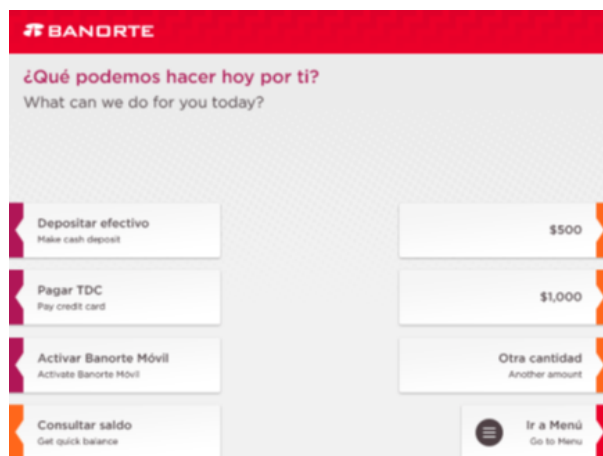 BANORTE
¿Qué podemos hacer hoy por ti?
What can we do for you today?
Depositar efectivo
Make cash deposit
$500
Pagar TDC
Pay credit card
$1,000
Activar Banorte Móvil
Activate Banorte Móvil
Otra cantidad
Another amount
Consultar saldo
Get quick balance
Ir a Menú
Go to Menu